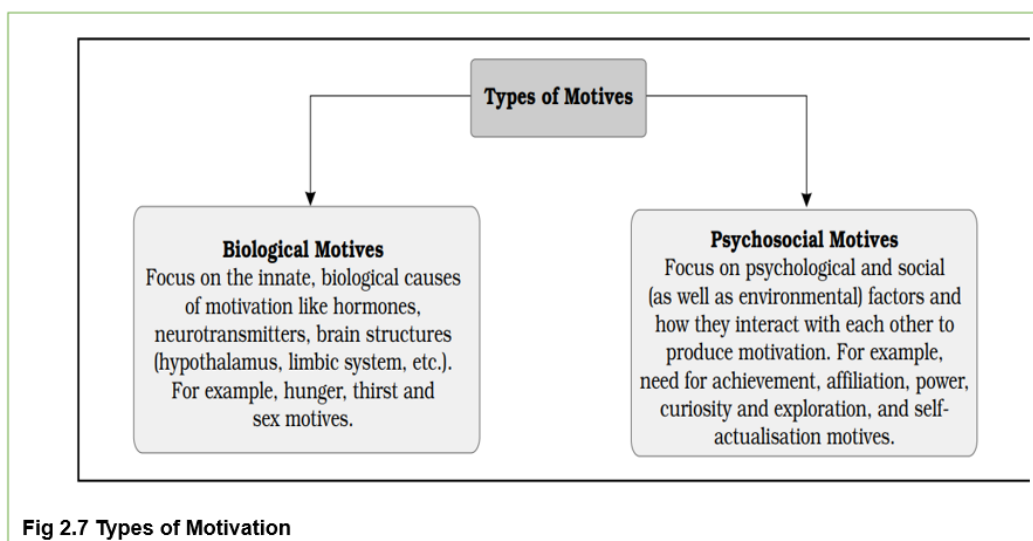 Types of Motives
Biological Motives
Focus on the innate, biological causes
of motivation like hormones,
neurotransmitters, brain structures
(hypothalamus, limbic system, etc.).
For example, hunger, thirst and
sex motives.
Psychosocial Motives
Focus on psychological and social
(as well as environmental) factors and
how they interact with each other to
produce motivation. For example,
need for achievement, affiliation, power,
curiosity and exploration, and self-
actualisation motives.
Fig 2.7 Types of Motivation